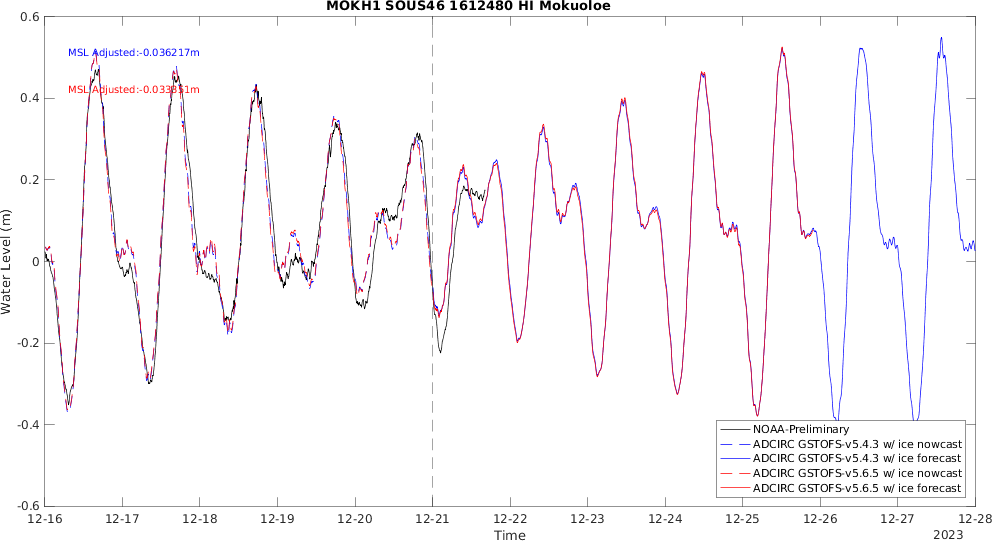 MOKH1 SOUS46 1612480 HI Mokuoloe
Water Level (m)
0.6
0.4
0.2
0
-0.2
-0.4
-0.6
MSL Adjusted:-0.036217m
MSL Adjusted:-0.033351m
NOAA-Preliminary
ADCIRC GSTOFS-v5.4.3 w/ ice nowcast
ADCIRC GSTOFS-v5.4.3 w/ ice forecast
ADCIRC GSTOFS-v5.6.5 w/ ice nowcast
ADCIRC GSTOFS-v5.6.5 w/ ice forecast
12-16 12-17 12-18 12-19 12-20 12-21 12-22 12-23 12-24 12-25 12-26 12-27 12-28
Time
2023